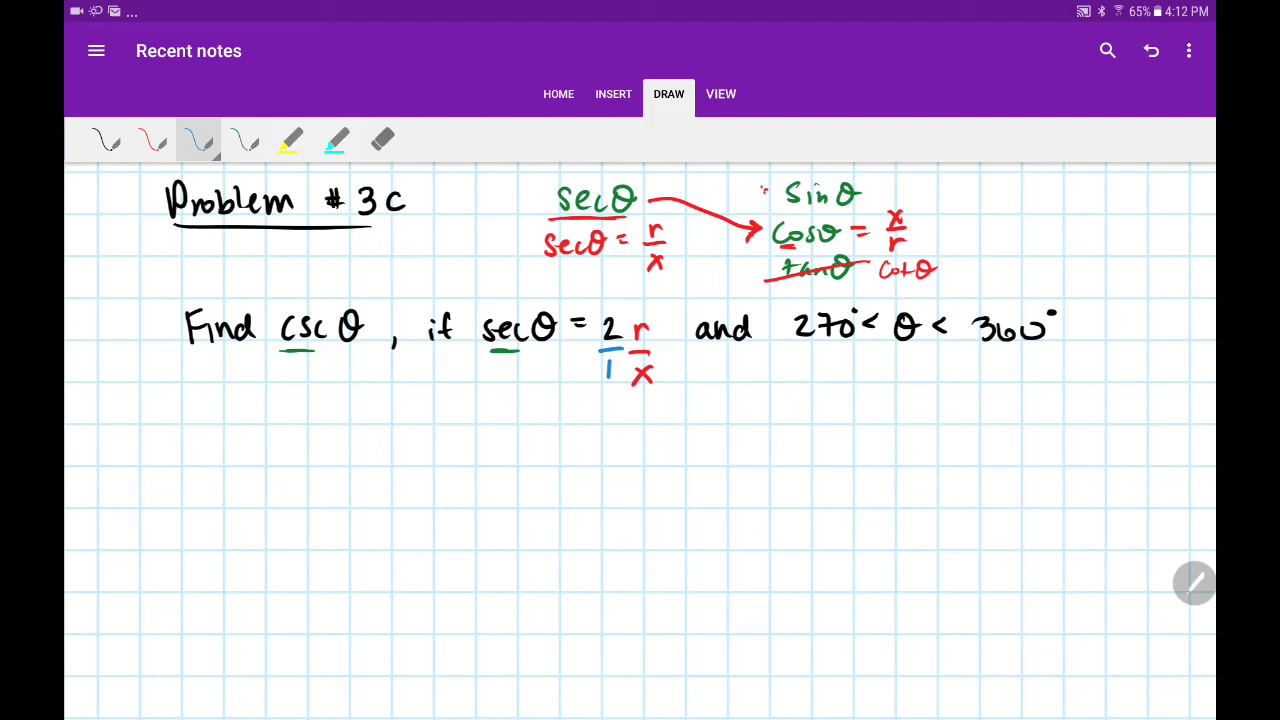 ... 65% 4:12 PM
Recent notes
HOME INSERT DRAW VIEW
Problem # 3c
secθ
secθ = r/x
sinθ
cosθ = x/r
tanθ cotθ
Find cscθ, if secθ = 2/1 r/x and 270° < θ < 360°